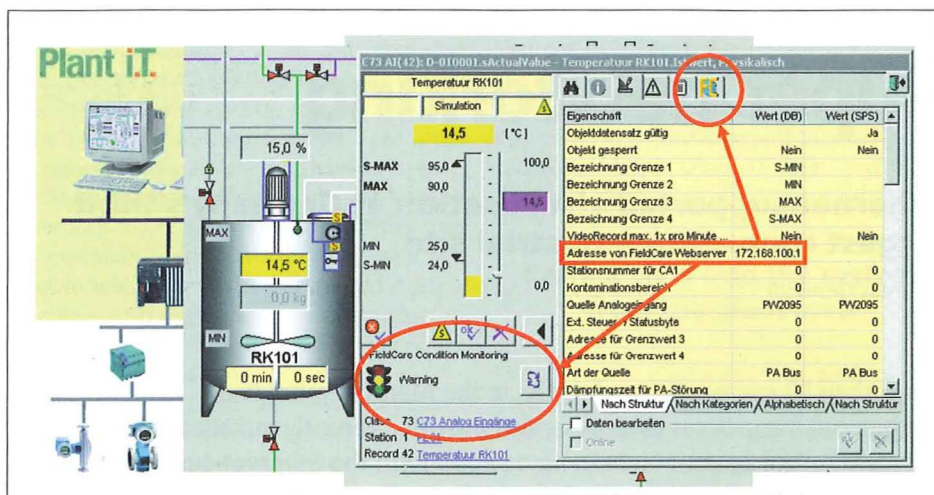 Plant i.T.
15,0 %
MAX
14,5 °C
0,0 kg
MIN
RK101
0 min
0 sec
S
S
C73 AI(42): D-010001.sActualValue - Temperatuur RK101.Istwert, Physikalisch
Temperatuur RK101
Simulation
14,5 [°C]
S-MAX 95,0 100,0
MAX 90,0
14,5
MIN 25,0
S-MIN 24,0
0,0
OK
FieldCare Condition Monitoring
Warning
Class 73 C73 Analog Eingänge
Station 1
Record 42 Temperatuur RK101
Eigenschaft Wert (DB) Wert (SPS)
Objektdatensatz gültig Ja
Objekt gesperrt Nein Nein
Bezeichnung Grenze 1 S-MIN
Bezeichnung Grenze 2 MIN
Bezeichnung Grenze 3 MAX
Bezeichnung Grenze 4 S-MAX
VideoRecord max. 1x pro Minute ... Nein Nein
Adresse von FieldCare Webserver 172.168.100.1
Stationsnummer für CA1 0 0
Kontaminationsbereich 0 0
Quelle Analogeingang PW2095 PW2095
Ext. Steuer- / Statusbyte 0 0
Adresse für Grenzwert 3 0 0
Adresse für Grenzwert 4 0 0
Art der Quelle PA Bus PA Bus
Dämpfungszeit für PA-Störung 0 0
Nach Struktur Nach Kategorien Alphabetisch Nach Struktur
Daten bearbeiten
Online